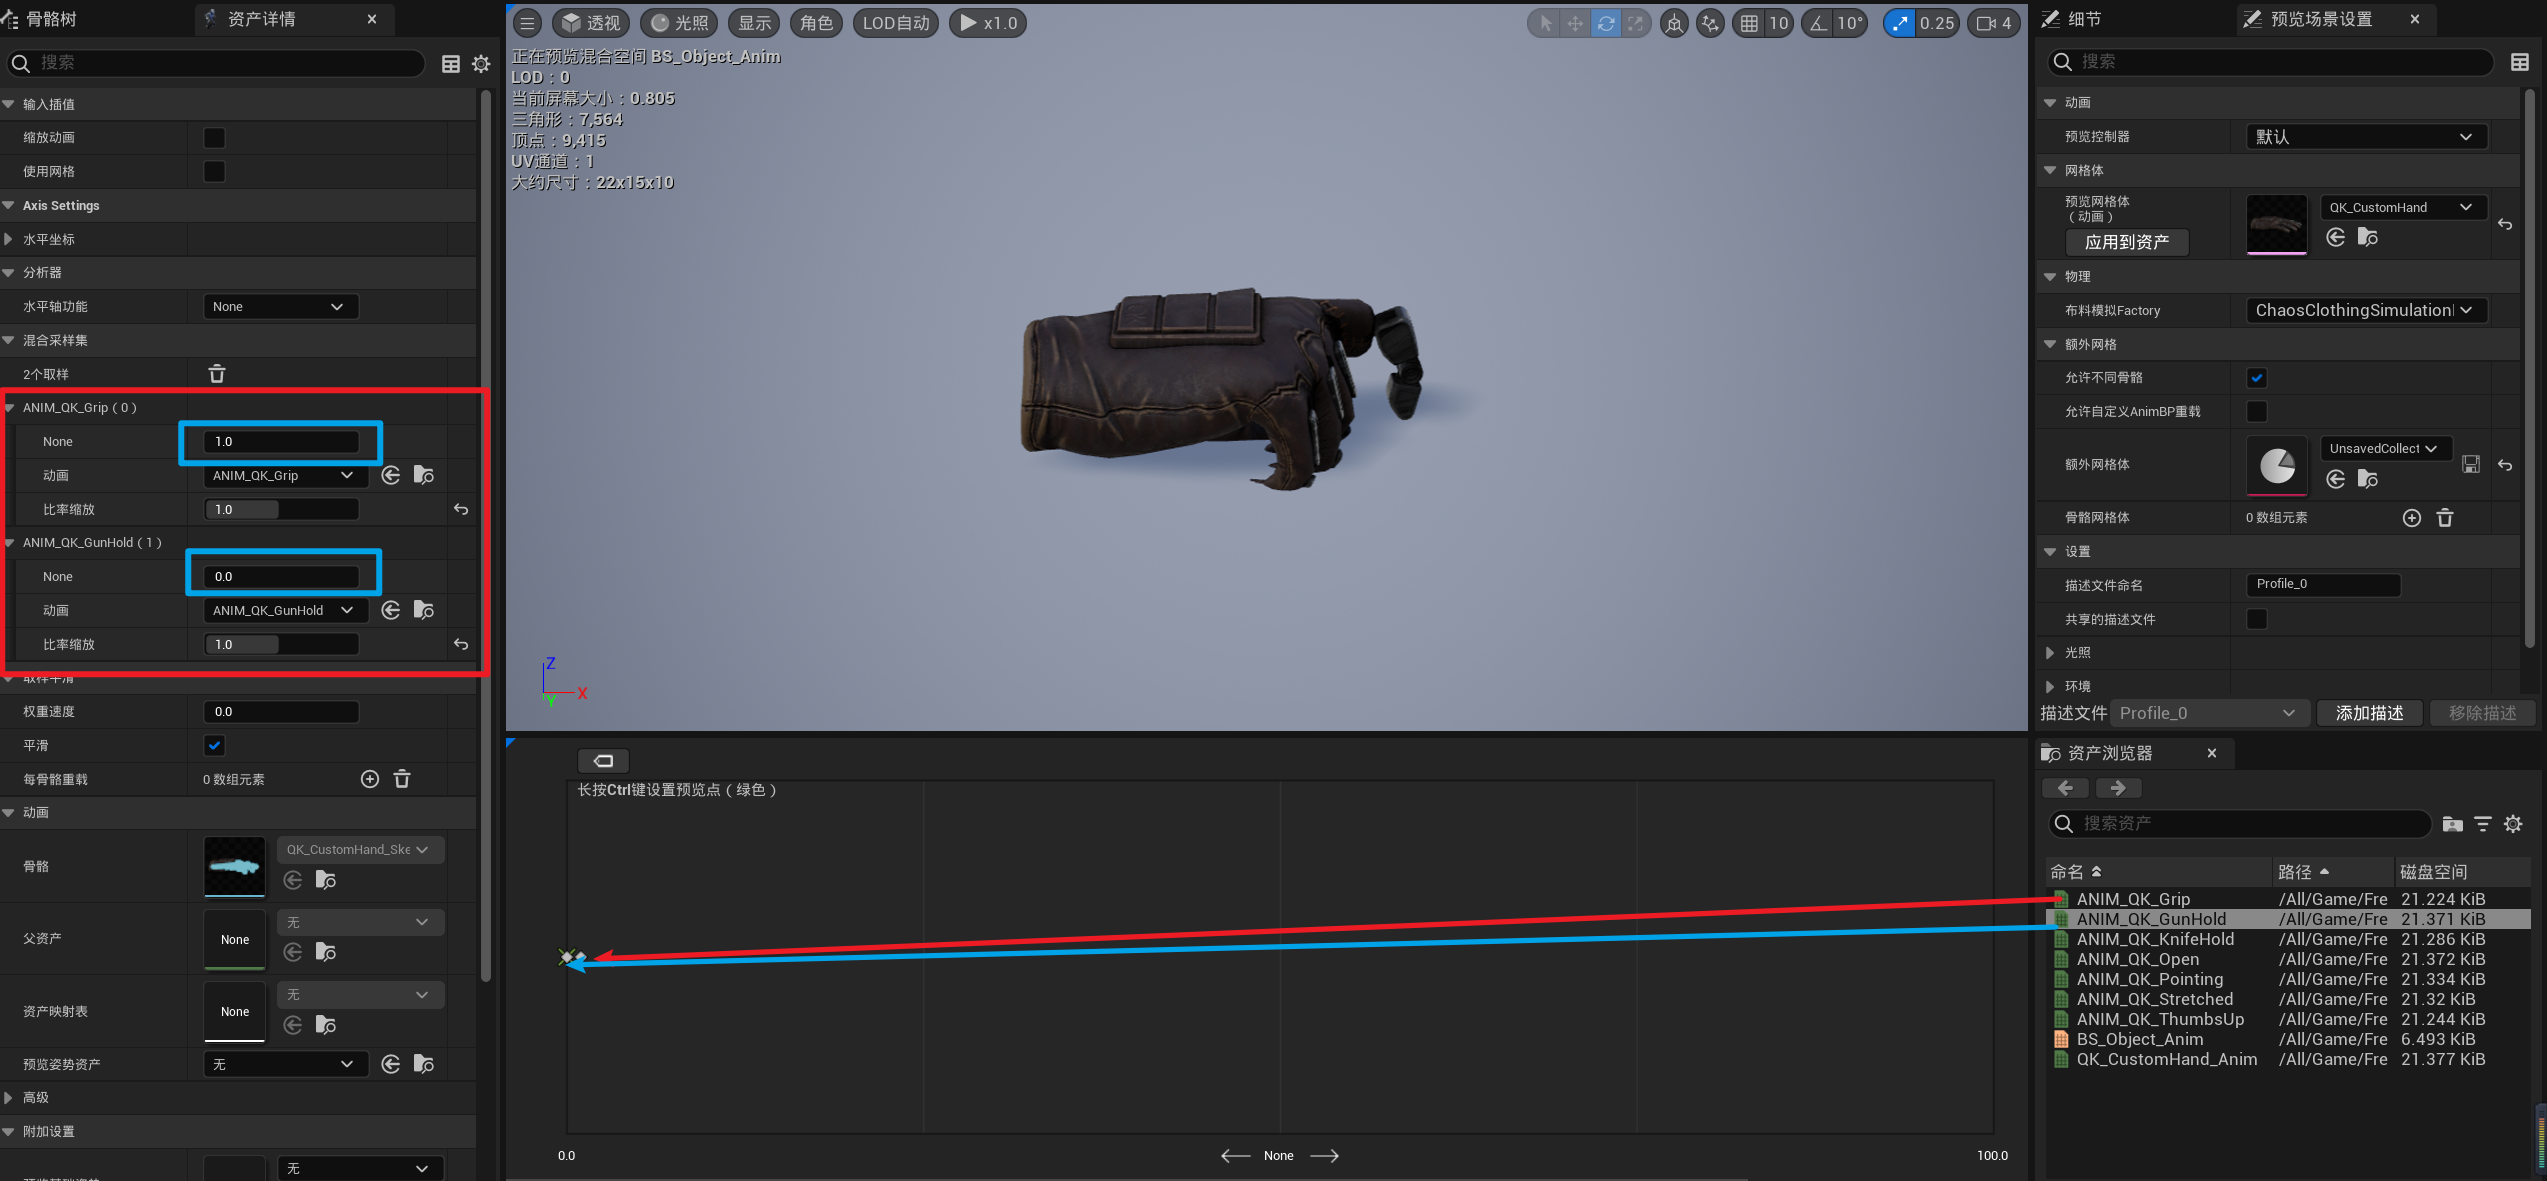 骨骼树
资产详情
搜索
输入插值
缩放动画
使用网格
Axis Settings
水平坐标
分析器
水平轴功能 None
混合采样集
2个取样
ANIM_QK_Grip ( 0 )
None 1.0
动画 ANIM_QK_Grip
比率缩放 1.0
ANIM_QK_GunHold ( 1 )
None 0.0
动画 ANIM_QK_GunHold
比率缩放 1.0
取样平滑
权重速度 0.0
平滑
每骨骼重载 0 数组元素
动画
骨骼 QK_CustomHand_Ske
父资产 None 无
资产映射表 None 无
预览姿势资产 无
高级
附加设置
无
透视 光照 显示 角色 LOD自动 x1.0
10 10° 0.25 4
正在预览混合空间 BS_Object_Anim
LOD：0
当前屏幕大小：0.805
三角形：7,564
顶点：9,415
UV通道：1
大约尺寸：22x15x10
Z
X
Y
长按Ctrl键设置预览点（绿色）
0.0 None 100.0
细节
预览场景设置
搜索
动画
预览控制器 默认
网格体
预览网格体
（动画）
应用到资产
QK_CustomHand
物理
布料模拟Factory ChaosClothingSimulation
额外网格
允许不同骨骼
允许自定义AnimBP重载
额外网格体 UnsavedCollect
骨骼网格体 0 数组元素
设置
描述文件命名 Profile_0
共享的描述文件
光照
环境
描述文件 Profile_0 添加描述 移除描述
资产浏览器
搜索资产
命名 路径 磁盘空间
ANIM_QK_Grip /All/Game/Fre 21.224 KiB
ANIM_QK_GunHold /All/Game/Fre 21.371 KiB
ANIM_QK_KnifeHold /All/Game/Fre 21.286 KiB
ANIM_QK_Open /All/Game/Fre 21.372 KiB
ANIM_QK_Pointing /All/Game/Fre 21.334 KiB
ANIM_QK_Stretched /All/Game/Fre 21.32 KiB
ANIM_QK_ThumbsUp /All/Game/Fre 21.244 KiB
BS_Object_Anim /All/Game/Fre 6.493 KiB
QK_CustomHand_Anim /All/Game/Fre 21.377 KiB